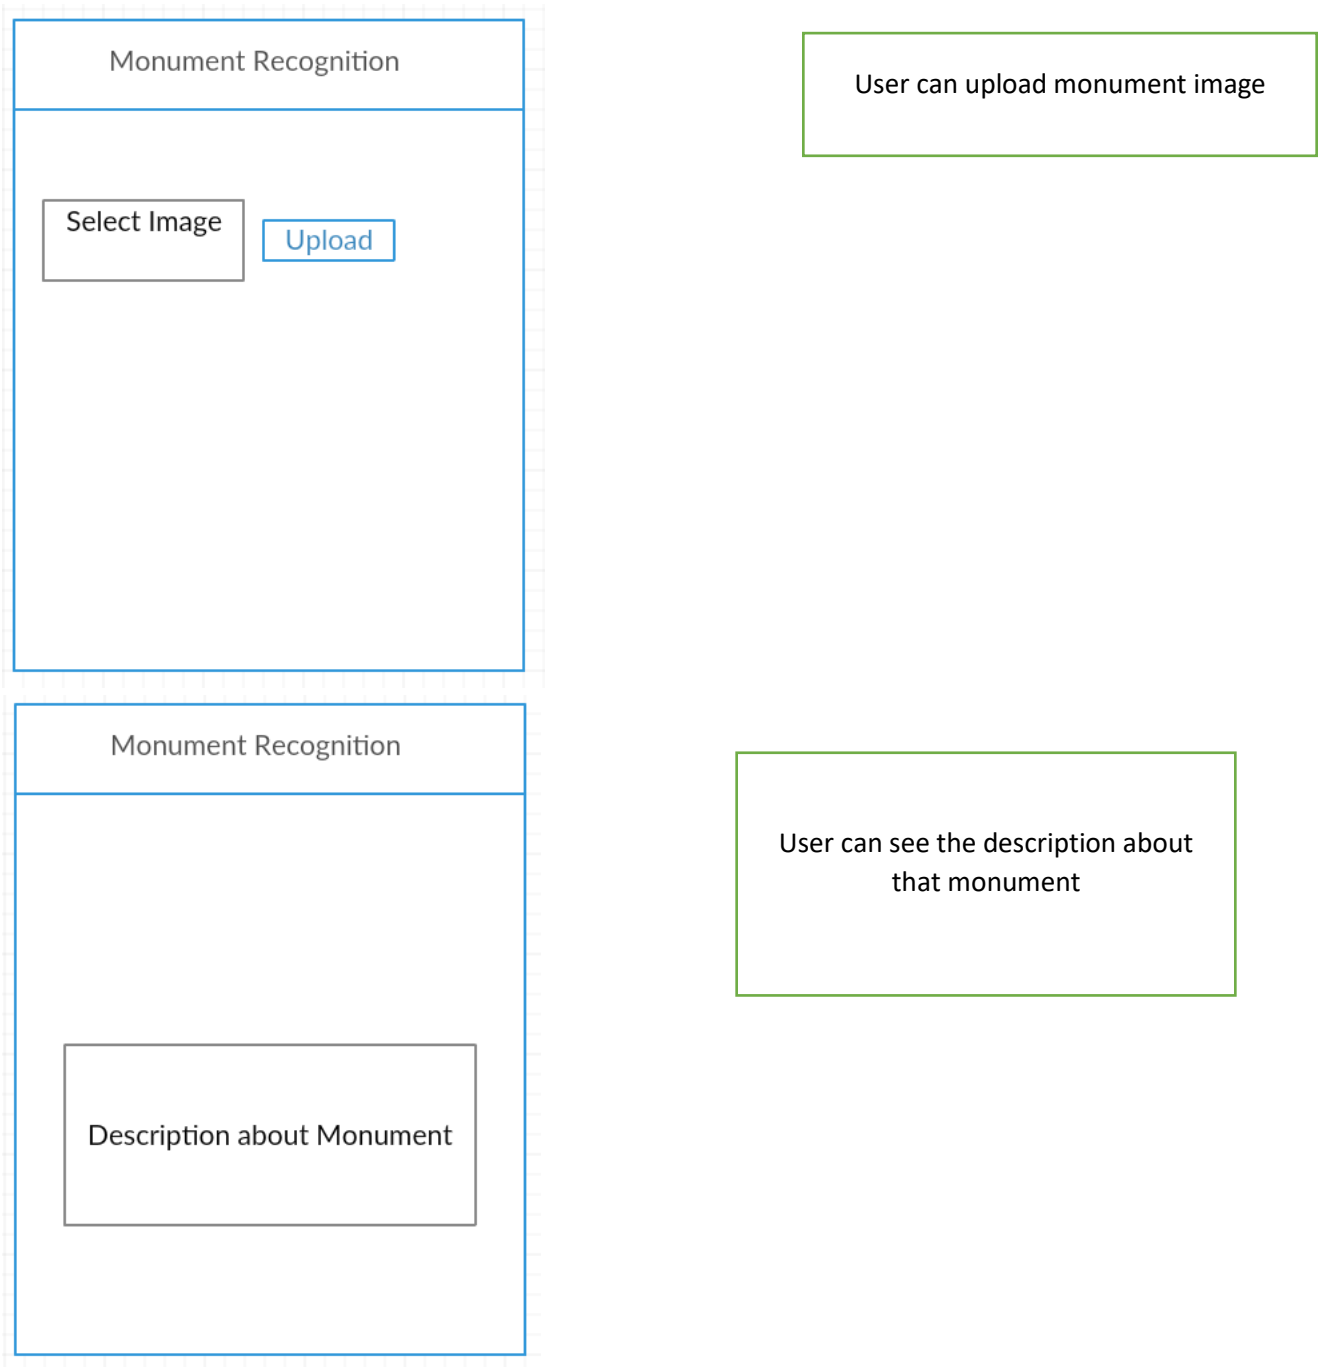 Monument Recognition
User can upload monument image
Select Image
Upload
Monument Recognition
User can see the description about
that monument
Description about Monument